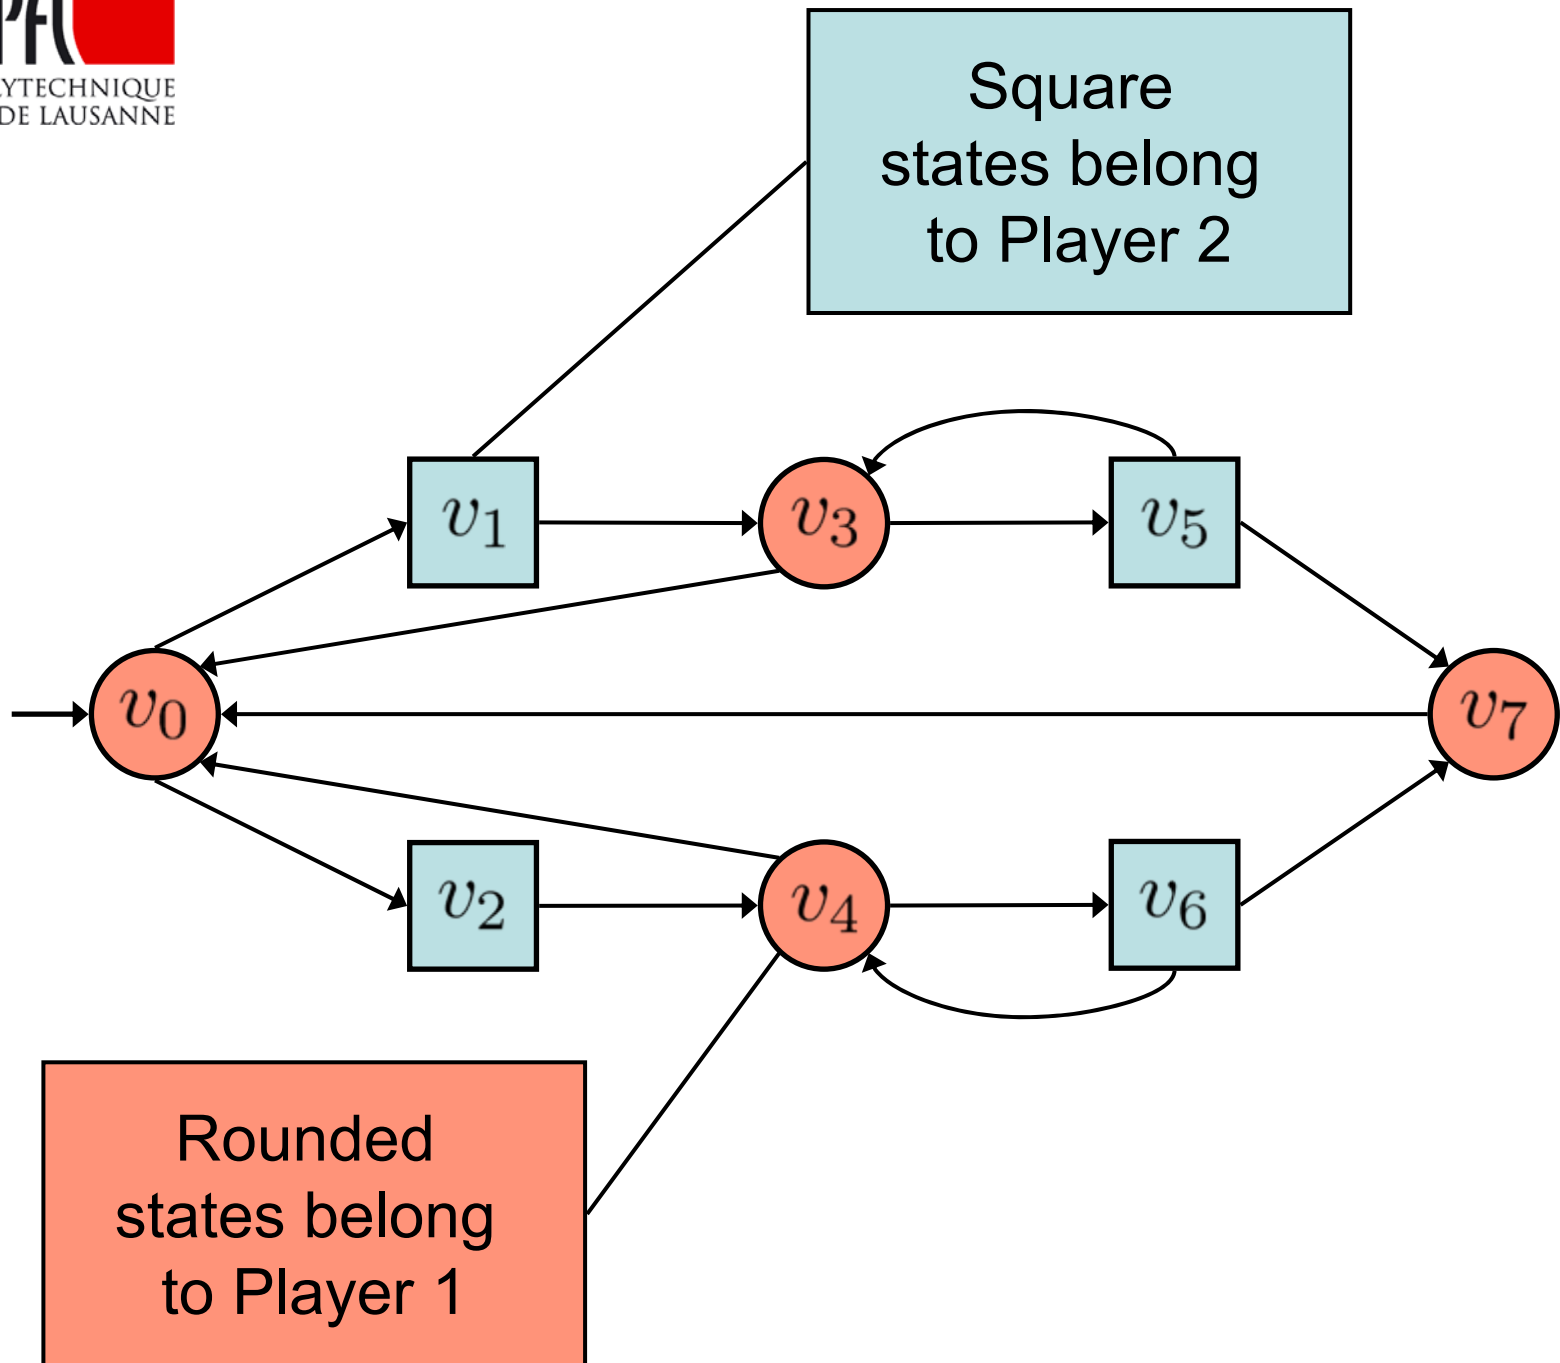 YTECHNIQUE
DE LAUSANNE
Square
states belong
to Player 2
v1
v3
v5
v0
v7
v2
v4
v6
Rounded
states belong
to Player 1